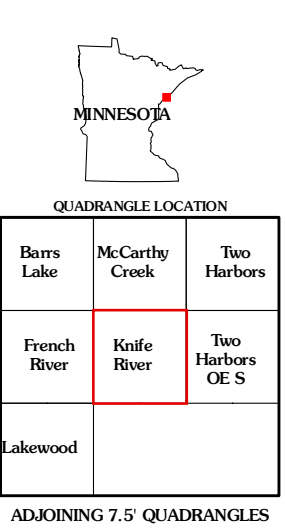 MINNESOTA
QUADRANGLE LOCATION
Barrs
Lake
McCarthy
Creek
Two
Harbors
French
River
Knife
River
Two
Harbors
OE S
Lakewood
ADJOINING 7.5' QUADRANGLES